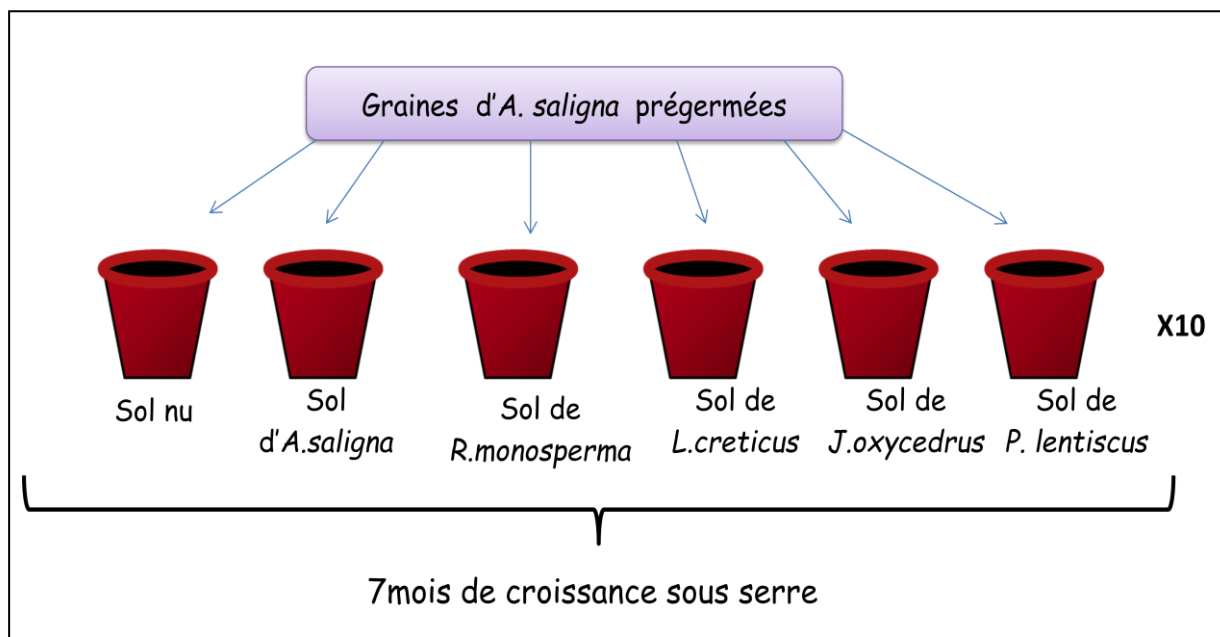 Graines d'A. saligna prégermées
X10
Sol nu
Sol
d'A.saligna
Sol de
R.monosperma
Sol de
L.creticus
Sol de
J.oxycedrus
Sol de
P. lentiscus
7mois de croissance sous serre